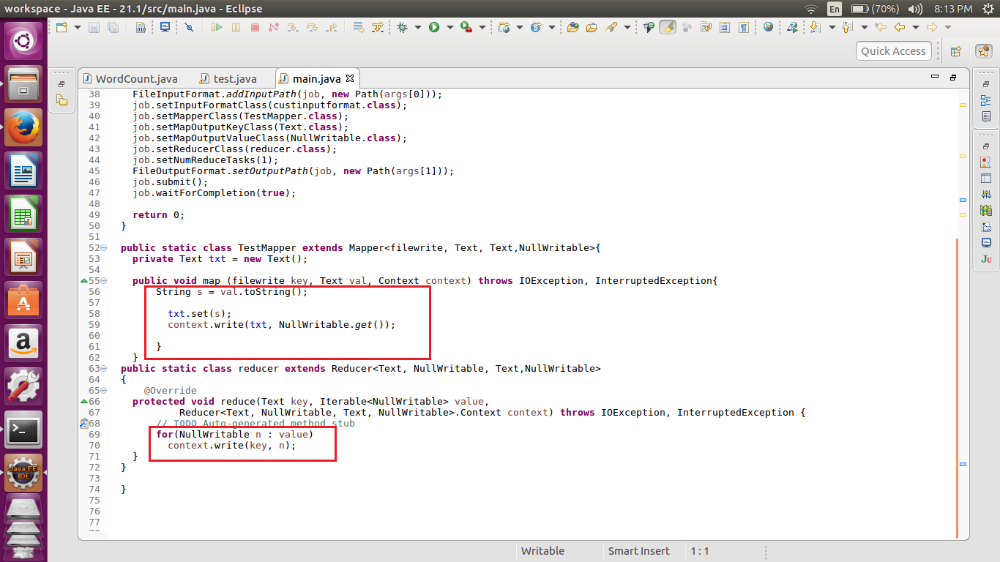 workspace - Java EE - 21.1/src/main.java - Eclipse
En
(70%)
8:13 PM
Quick Access
WordCount.java
test.java
main.java
38 FileInputFormat.addInputPath(job, new Path(args[0]));
39 job.setInputFormatClass(custinputformat.class);
40 job.setMapperClass(TestMapper.class);
41 job.setMapOutputKeyClass(Text.class);
42 job.setMapOutputValueClass(NullWritable.class);
43 job.setReducerClass(reducer.class);
44 job.setNumReduceTasks(1);
45 FileOutputFormat.setOutputPath(job, new Path(args[1]));
46 job.submit();
47 job.waitForCompletion(true);
48
49 return 0;
50 }
51
52 public static class TestMapper extends Mapper<filewrite, Text, Text,NullWritable>{
53 private Text txt = new Text();
54
55 public void map (filewrite key, Text val, Context context) throws IOException, InterruptedException{
56 String s = val.toString();
57
58 txt.set(s);
59 context.write(txt, NullWritable.get());
60
61 }
62 }
63 public static class reducer extends Reducer<Text, NullWritable, Text,NullWritable>
64 {
65 @Override
66 protected void reduce(Text key, Iterable<NullWritable> value,
67 Reducer<Text, NullWritable, Text, NullWritable>.Context context) throws IOException, InterruptedException {
68 // TODO Auto-generated method stub
69 for(NullWritable n : value)
70 context.write(key, n);
71 }
72 }
73
74 }
75
76
77
Java EE
IDE
Writable
Smart Insert
1 : 1